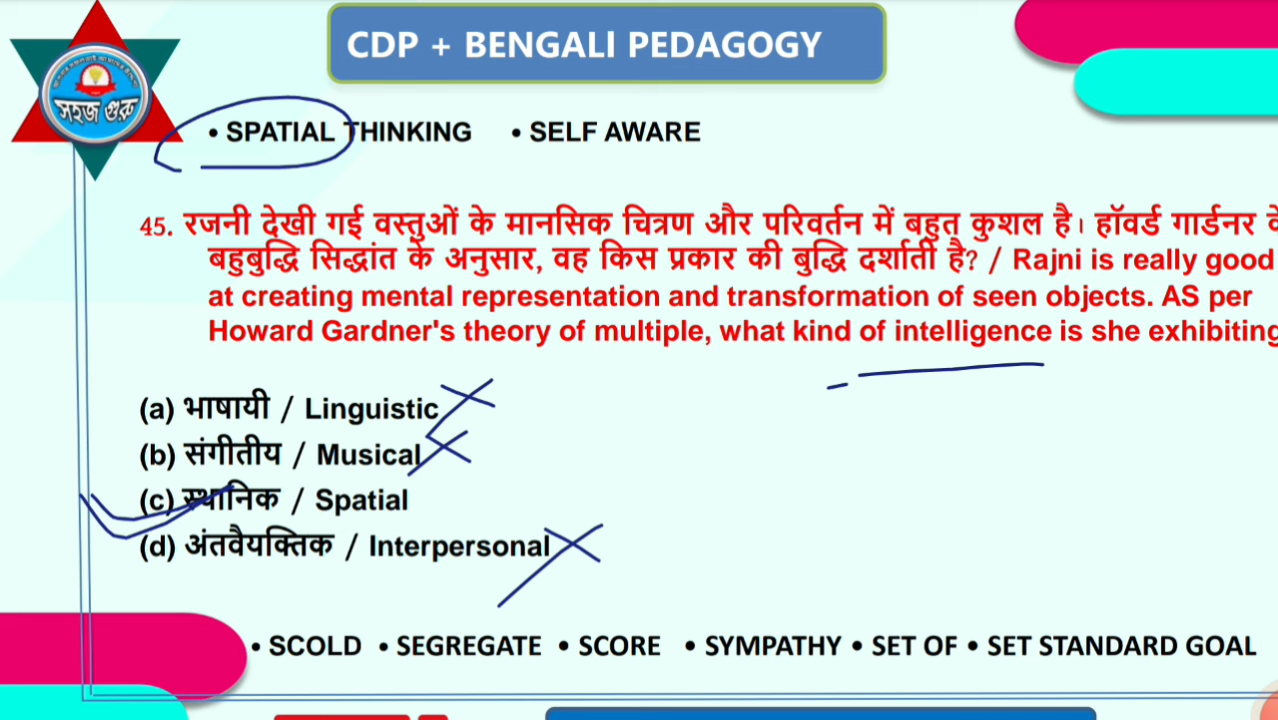 CDP + BENGALI PEDAGOGY
সহজ গুরু
• SPATIAL THINKING • SELF AWARE
45. रजनी देखी गई वस्तुओं के मानसिक चित्रण और परिवर्तन में बहुत कुशल है। हॉवर्ड गार्डनर
बहुबुद्धि सिद्धांत के अनुसार, वह किस प्रकार की बुद्धि दर्शाती है? / Rajni is really good
at creating mental representation and transformation of seen objects. AS per
Howard Gardner's theory of multiple, what kind of intelligence is she exhibiting
(a) भाषायी / Linguistic
(b) संगीतीय / Musical
(c) स्थानिक / Spatial
(d) अंतवैयक्तिक / Interpersonal
• SCOLD • SEGREGATE • SCORE • SYMPATHY • SET OF • SET STANDARD GOAL